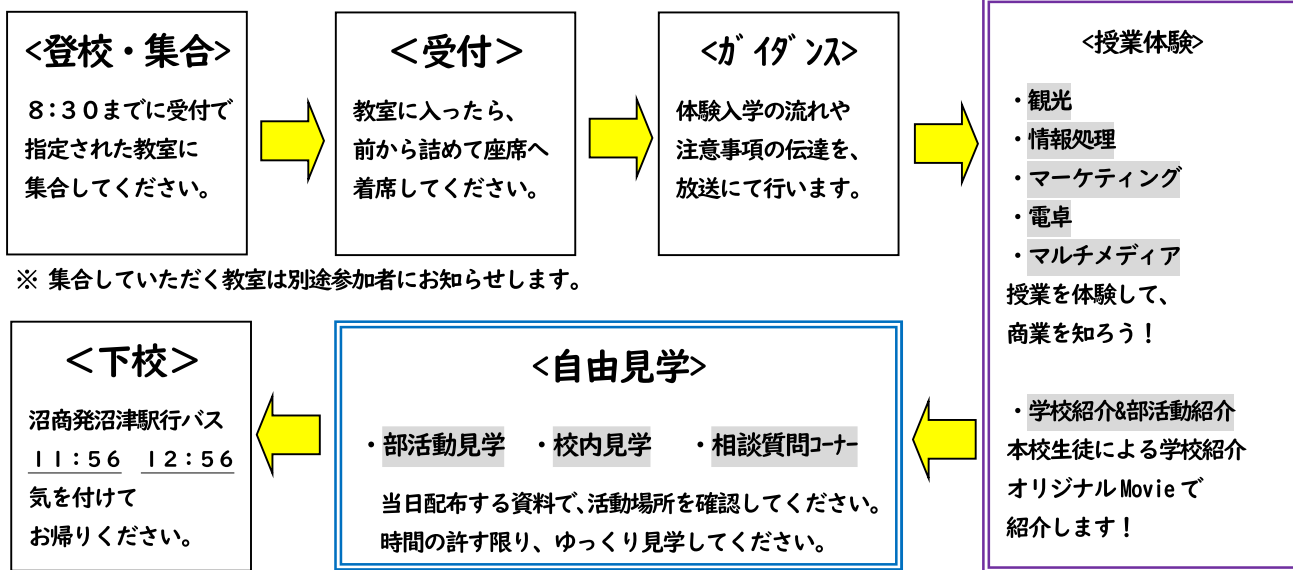 <登校・集合>
８：３０までに受付で
指定された教室に
集合してください。
＜受付＞
教室に入ったら、
前から詰めて座席へ
着席してください。
<ｶﾞｲﾀﾞﾝｽ>
体験入学の流れや
注意事項の伝達を、
放送にて行います。
<授業体験>
・観光
・情報処理
・マーケティング
・電卓
・マルチメディア
授業を体験して、
商業を知ろう！
・学校紹介&部活動紹介
本校生徒による学校紹介
オリジナルMovieで
紹介します！
※ 集合していただく教室は別途参加者にお知らせします。
<自由見学>
・部活動見学　・校内見学　・相談質問ｺｰﾅｰ
当日配布する資料で、活動場所を確認してください。
時間の許す限り、ゆっくり見学してください。
＜下校＞
沼商発沼津駅行バス
１１：５６　１２：５６
気を付けて
お帰りください。